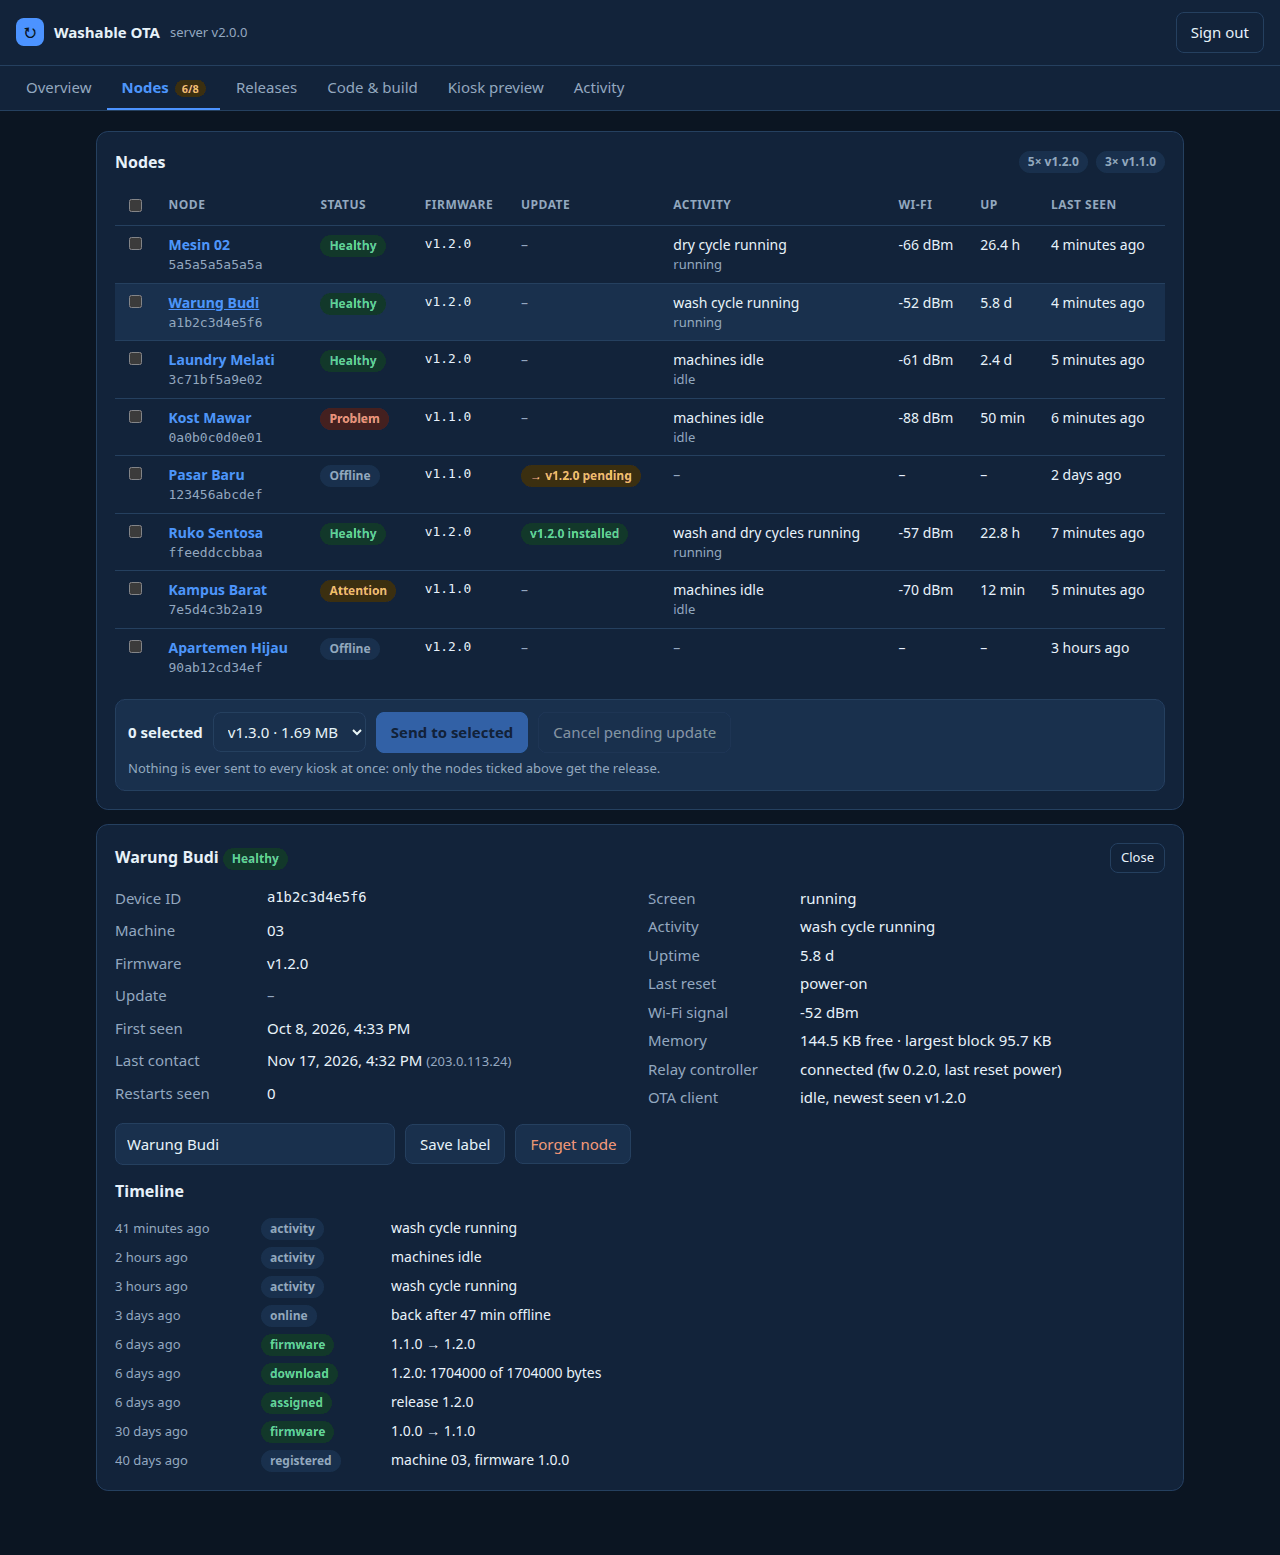 ↻ Washable OTA server v2.0.0 Sign out
Overview Nodes 6/8 Releases Code & build Kiosk preview Activity
Nodes 5× v1.2.0 3× v1.1.0
NODE STATUS FIRMWARE UPDATE ACTIVITY WI-FI UP LAST SEEN
Mesin 02 Healthy v1.2.0 – dry cycle running -66 dBm 26.4 h 4 minutes ago
5a5a5a5a5a5a running
Warung Budi Healthy v1.2.0 – wash cycle running -52 dBm 5.8 d 4 minutes ago
a1b2c3d4e5f6 running
Laundry Melati Healthy v1.2.0 – machines idle -61 dBm 2.4 d 5 minutes ago
3c71bf5a9e02 idle
Kost Mawar Problem v1.1.0 – machines idle -88 dBm 50 min 6 minutes ago
0a0b0c0d0e01 idle
Pasar Baru Offline v1.1.0 → v1.2.0 pending – – – 2 days ago
123456abcdef
Ruko Sentosa Healthy v1.2.0 v1.2.0 installed wash and dry cycles running -57 dBm 22.8 h 7 minutes ago
ffeeddccbbaa running
Kampus Barat Attention v1.1.0 – machines idle -70 dBm 12 min 5 minutes ago
7e5d4c3b2a19 idle
Apartemen Hijau Offline v1.2.0 – – – – 3 hours ago
90ab12cd34ef
0 selected v1.3.0 · 1.69 MB Send to selected Cancel pending update
Nothing is ever sent to every kiosk at once: only the nodes ticked above get the release.
Warung Budi Healthy Close
Device ID a1b2c3d4e5f6
Machine 03
Firmware v1.2.0
Update –
First seen Oct 8, 2026, 4:33 PM
Last contact Nov 17, 2026, 4:32 PM (203.0.113.24)
Restarts seen 0
Screen running
Activity wash cycle running
Uptime 5.8 d
Last reset power-on
Wi-Fi signal -52 dBm
Memory 144.5 KB free · largest block 95.7 KB
Relay controller connected (fw 0.2.0, last reset power)
OTA client idle, newest seen v1.2.0
Warung Budi Save label Forget node
Timeline
41 minutes ago activity wash cycle running
2 hours ago activity machines idle
3 hours ago activity wash cycle running
3 days ago online back after 47 min offline
6 days ago firmware 1.1.0 → 1.2.0
6 days ago download 1.2.0: 1704000 of 1704000 bytes
6 days ago assigned release 1.2.0
30 days ago firmware 1.0.0 → 1.1.0
40 days ago registered machine 03, firmware 1.0.0